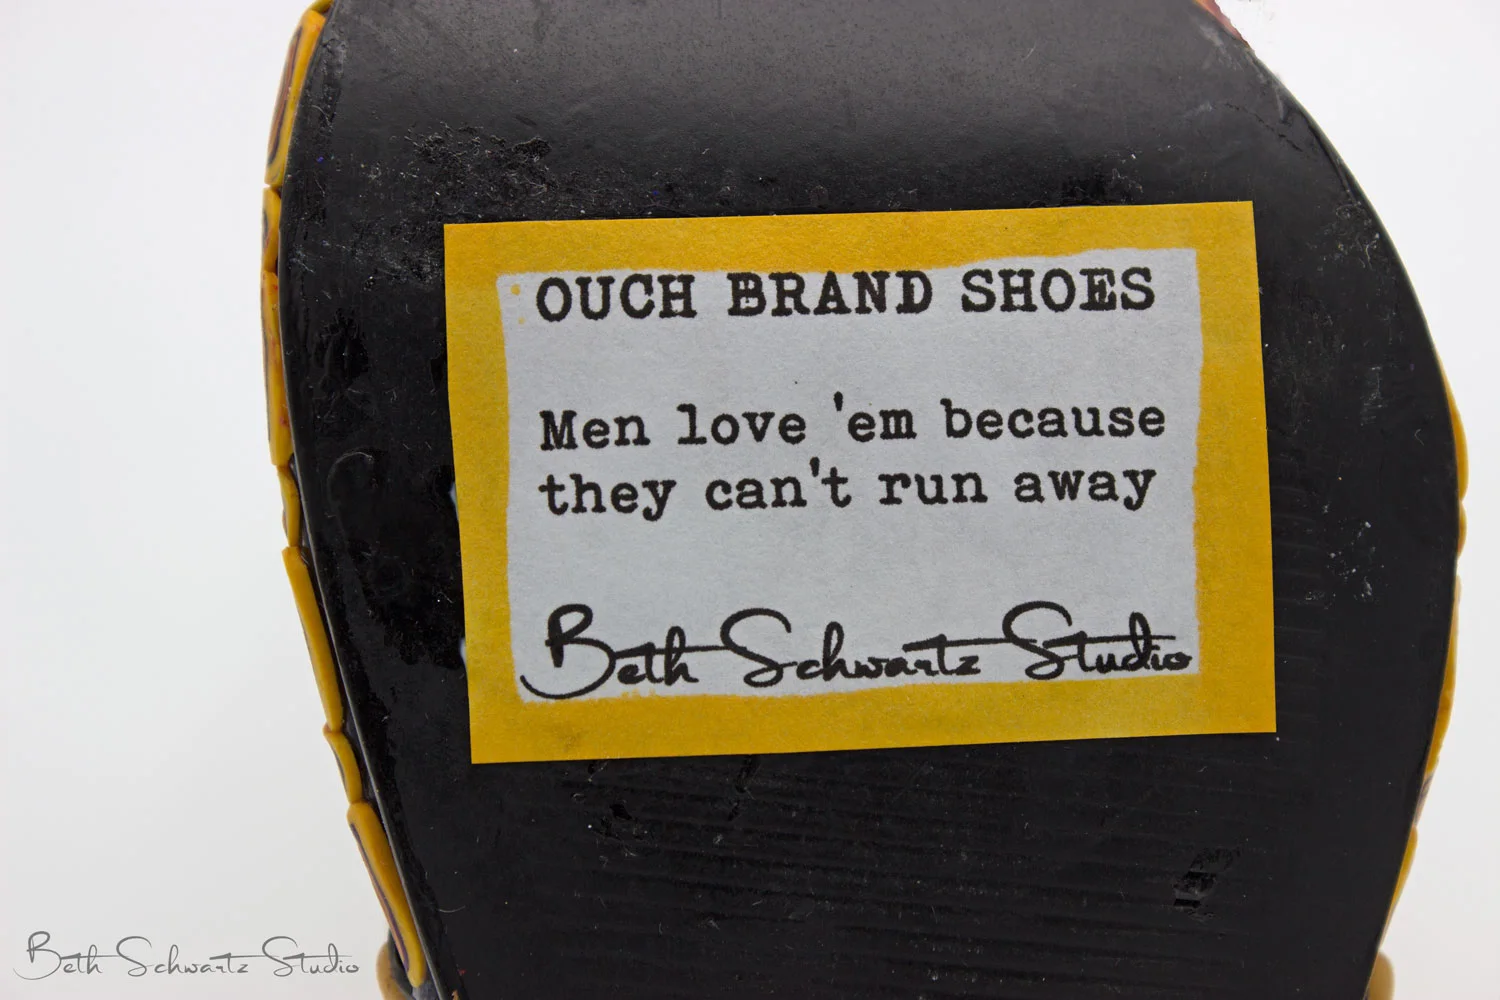 OUCH BRAND SHOES
Men love 'em because
they can't run away
Beth Schwartz Studio
Beth Schwartz Studio